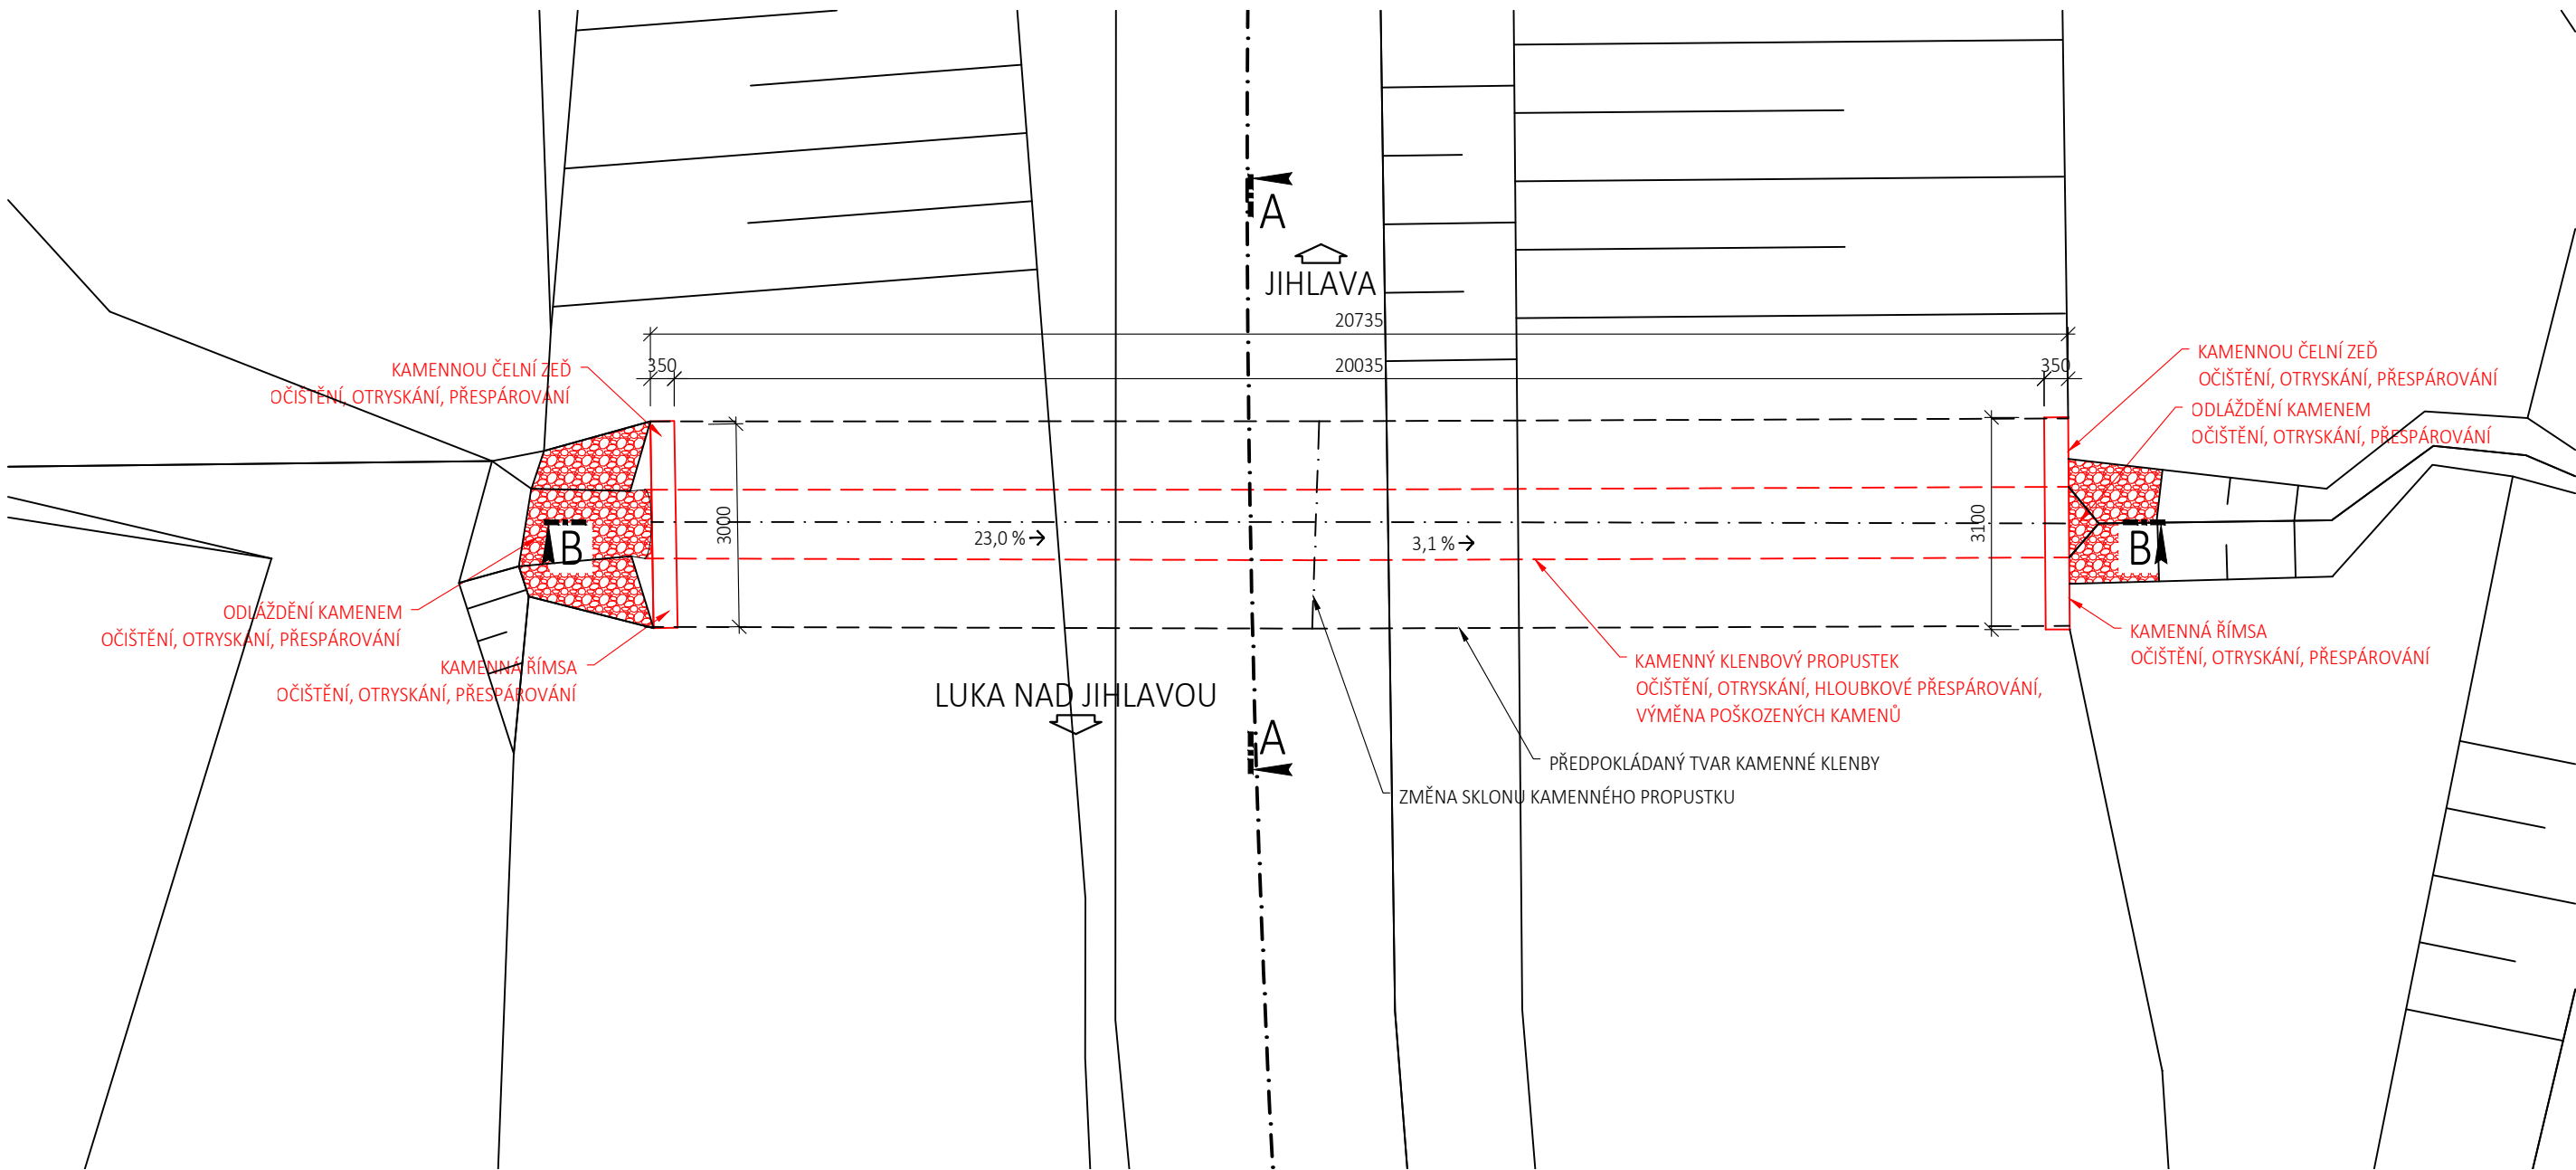 A
JIHLAVA
20735
350
20035
350
KAMENNOU ČELNÍ ZEĎ
OČIŠTĚNÍ, OTRYSKÁNÍ, PŘESPÁROVÁNÍ
KAMENNOU ČELNÍ ZEĎ
OČIŠTĚNÍ, OTRYSKÁNÍ, PŘESPÁROVÁNÍ
ODLÁŽDĚNÍ KAMENEM
OČIŠTĚNÍ, OTRYSKÁNÍ, PŘESPÁROVÁNÍ
3000
3100
23,0 %
3,1 %
B
B
ODLÁŽDĚNÍ KAMENEM
OČIŠTĚNÍ, OTRYSKÁNÍ, PŘESPÁROVÁNÍ
KAMENNÁ ŘÍMSA
OČIŠTĚNÍ, OTRYSKÁNÍ, PŘESPÁROVÁNÍ
KAMENNÁ ŘÍMSA
OČIŠTĚNÍ, OTRYSKÁNÍ, PŘESPÁROVÁNÍ
KAMENNÝ KLENBOVÝ PROPUSTEK
OČIŠTĚNÍ, OTRYSKÁNÍ, HLOUBKOVÉ PŘESPÁROVÁNÍ,
VÝMĚNA POŠKOZENÝCH KAMENŮ
LUKA NAD JIHLAVOU
A
PŘEDPOKLÁDANÝ TVAR KAMENNÉ KLENBY
ZMĚNA SKLONU KAMENNÉHO PROPUSTKU